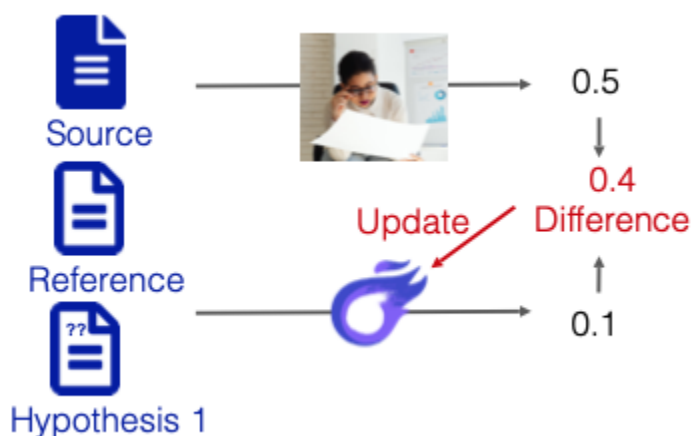 Source
0.5
0.4
Difference
Update
Reference
??
0.1
Hypothesis 1